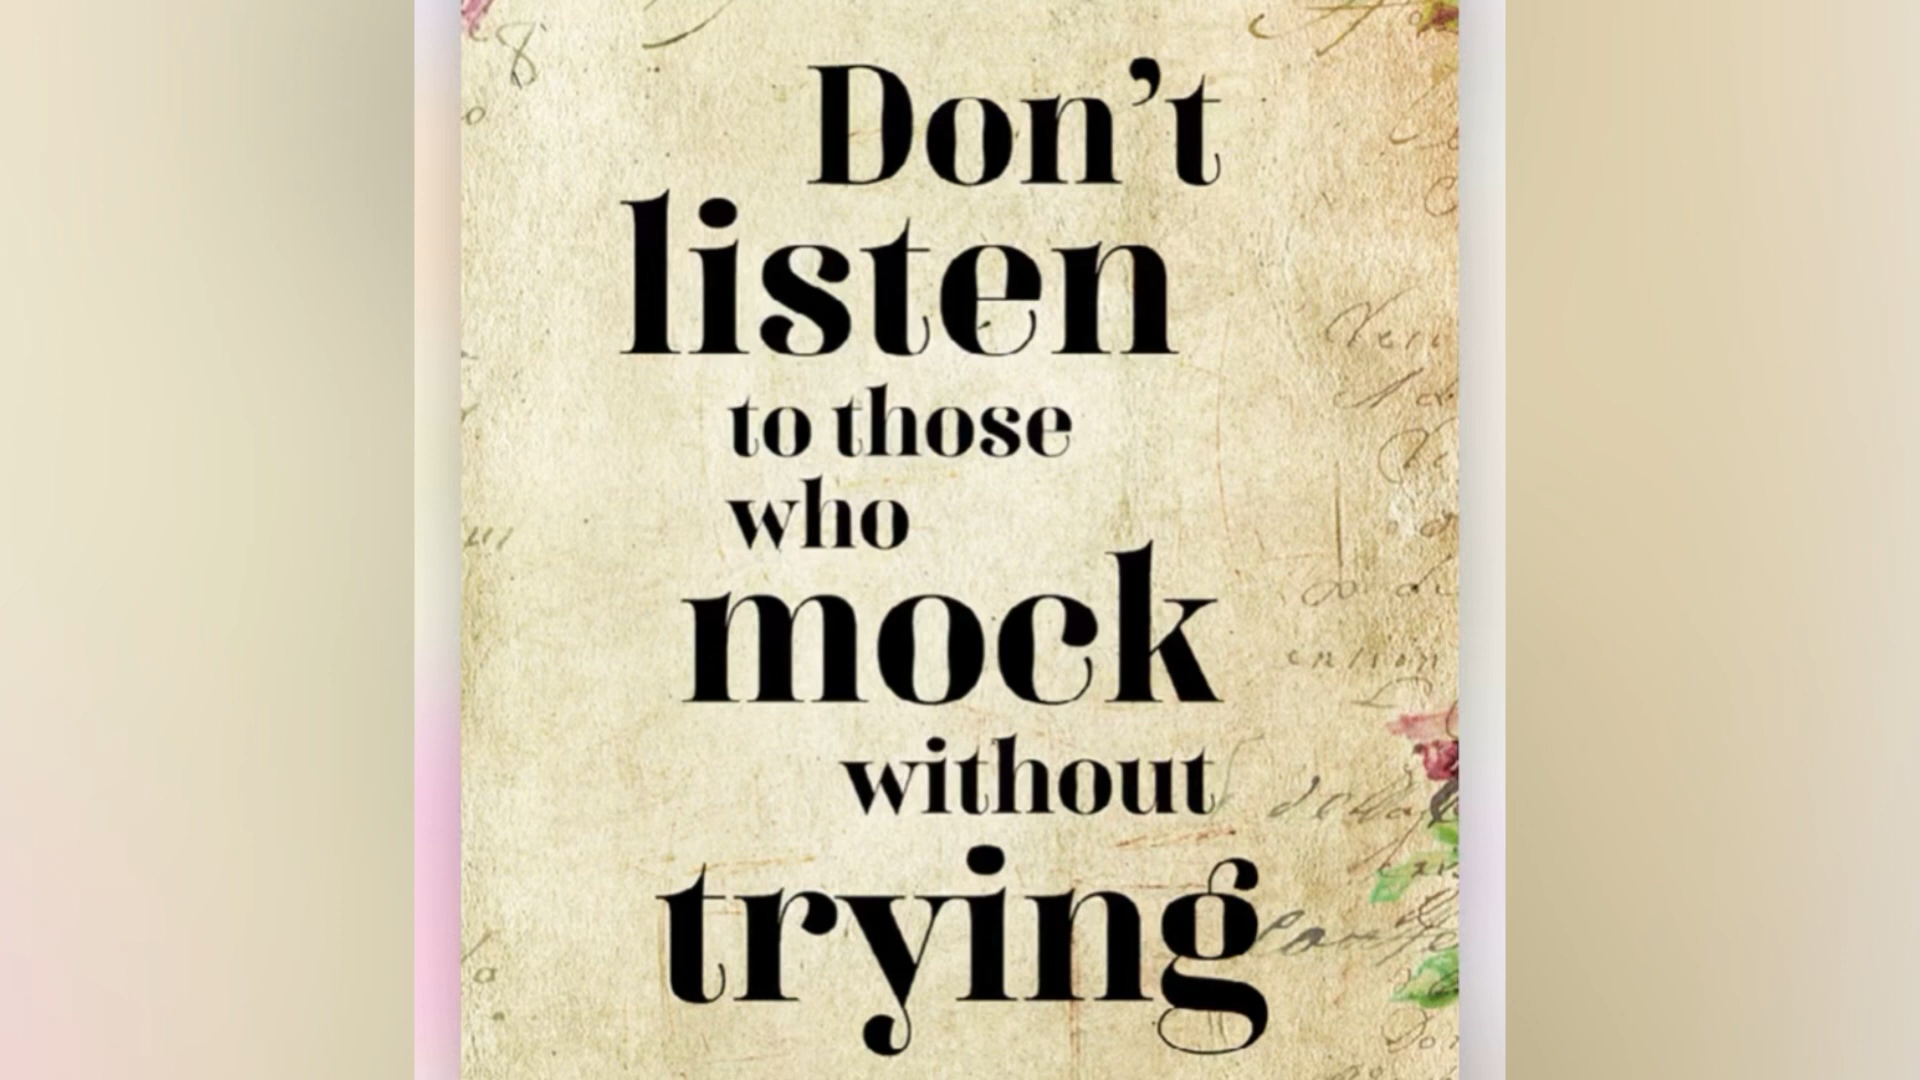 Don’t
listen
to those
who
mock
without
trying